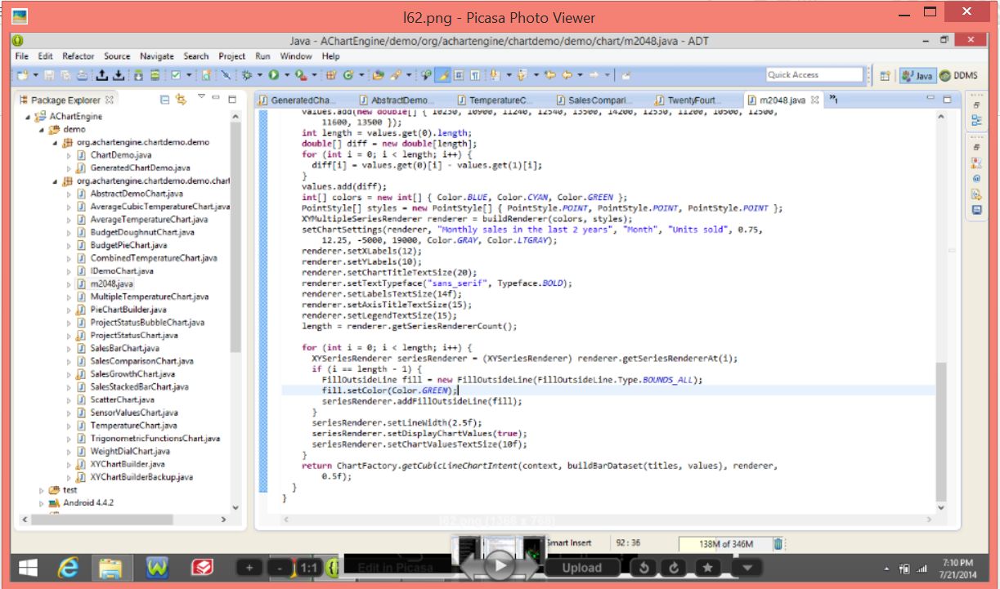 l62.png - Picasa Photo Viewer
Java - AChartEngine/demo/org/achartengine/chartdemo/demo/chart/m2048.java - ADT
File Edit Refactor Source Navigate Search Project Run Window Help
Quick Access
Java
DDMS
Package Explorer
GeneratedCha...
AbstractDemo...
TemperatureC...
SalesCompari...
TwentyFourt...
m2048.java
»1
AChartEngine
demo
org.achartengine.chartdemo.demo
ChartDemo.java
GeneratedChartDemo.java
org.achartengine.chartdemo.demo.chart
AbstractDemoChart.java
AverageCubicTemperatureChart.java
AverageTemperatureChart.java
BudgetDoughnutChart.java
BudgetPieChart.java
CombinedTemperatureChart.java
IDemoChart.java
m2048.java
MultipleTemperatureChart.java
PieChartBuilder.java
ProjectStatusBubbleChart.java
ProjectStatusChart.java
SalesBarChart.java
SalesComparisonChart.java
SalesGrowthChart.java
SalesStackedBarChart.java
ScatterChart.java
SensorValuesChart.java
TemperatureChart.java
TrigonometricFunctionsChart.java
WeightDialChart.java
XYChartBuilder.java
XYChartBuilderBackup.java
test
Android 4.4.2
values.add(new double[] { 10230, 10900, 11240, 12540, 13500, 14200, 12530, 11200, 10500, 12500,
11600, 13500 });
int length = values.get(0).length;
double[] diff = new double[length];
for (int i = 0; i < length; i++) {
diff[i] = values.get(0)[i] - values.get(1)[i];
}
values.add(diff);
int[] colors = new int[] { Color.BLUE, Color.CYAN, Color.GREEN };
PointStyle[] styles = new PointStyle[] { PointStyle.POINT, PointStyle.POINT, PointStyle.POINT };
XYMultipleSeriesRenderer renderer = buildRenderer(colors, styles);
setChartSettings(renderer, "Monthly sales in the last 2 years", "Month", "Units sold", 0.75,
12.25, -5000, 19000, Color.GRAY, Color.LTGRAY);
renderer.setXLabels(12);
renderer.setYLabels(10);
renderer.setChartTitleTextSize(20);
renderer.setTextTypeface("sans_serif", Typeface.BOLD);
renderer.setLabelsTextSize(14f);
renderer.setAxisTitleTextSize(15);
renderer.setLegendTextSize(15);
length = renderer.getSeriesRendererCount();
for (int i = 0; i < length; i++) {
XYSeriesRenderer seriesRenderer = (XYSeriesRenderer) renderer.getSeriesRendererAt(i);
if (i == length - 1) {
FillOutsideLine fill = new FillOutsideLine(FillOutsideLine.Type.BOUNDS_ALL);
fill.setColor(Color.GREEN);
seriesRenderer.addFillOutsideLine(fill);
}
seriesRenderer.setLineWidth(2.5f);
seriesRenderer.setDisplayChartValues(true);
seriesRenderer.setChartValuesTextSize(10f);
}
return ChartFactory.getCubicLineChartIntent(context, buildBarDataset(titles, values), renderer,
0.5f);
}
}
l62.png (1366 x 768)
Smart Insert
92 : 36
138M of 346M
1:1
Edit in Picasa
Upload
7:10 PM
7/21/2014